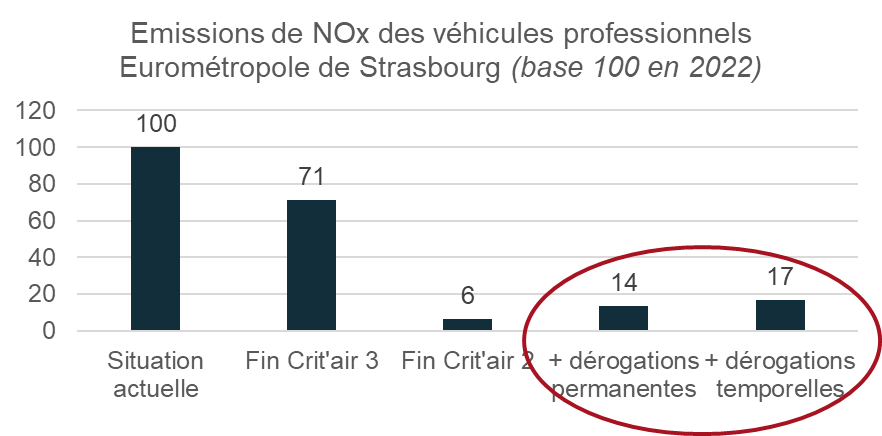 Emissions de NOx des véhicules professionnels
Eurométropole de Strasbourg (base 100 en 2022)
120
100
80
60
40
20
0
100
71
6
14
17
Situation
actuelle
Fin Crit'air 3
Fin Crit'air 2
+ dérogations
permanentes
+ dérogations
temporelles